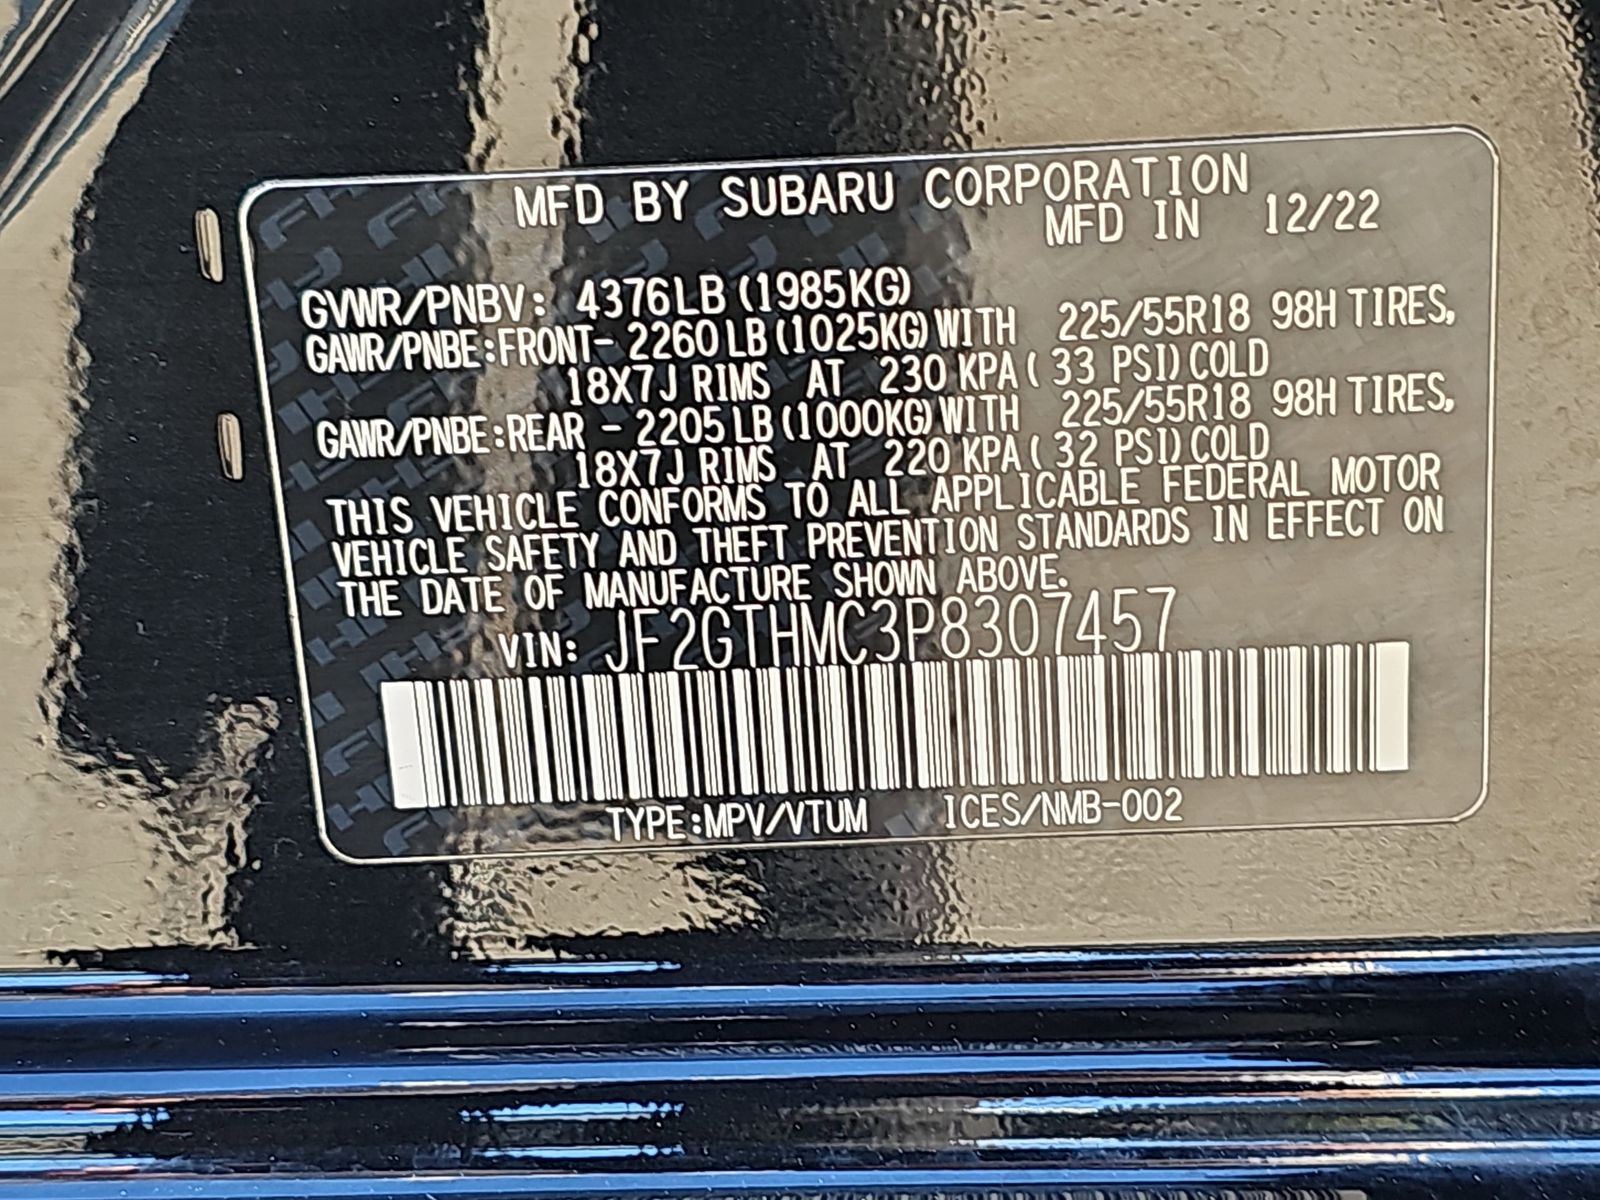 MFD BY SUBARU CORPORATION
MFD IN 12/22
GVWR/PNBV: 4376LB (1985KG)
GAWR/PNBE:FRONT- 2260 LB (1025KG) WITH 225/55R18 98H TIRES,
18X7J RIMS AT 230 KPA ( 33 PSI) COLD
GAWR/PNBE:REAR - 2205 LB (1000KG) WITH 225/55R18 98H TIRES,
18X7J RIMS AT 220 KPA ( 32 PSI) COLD
THIS VEHICLE CONFORMS TO ALL APPLICABLE FEDERAL MOTOR
VEHICLE SAFETY AND THEFT PREVENTION STANDARDS IN EFFECT ON
THE DATE OF MANUFACTURE SHOWN ABOVE.
VIN: JF2GTHMC3P8307457
TYPE:MPV/VTUM ICES/NMB-002